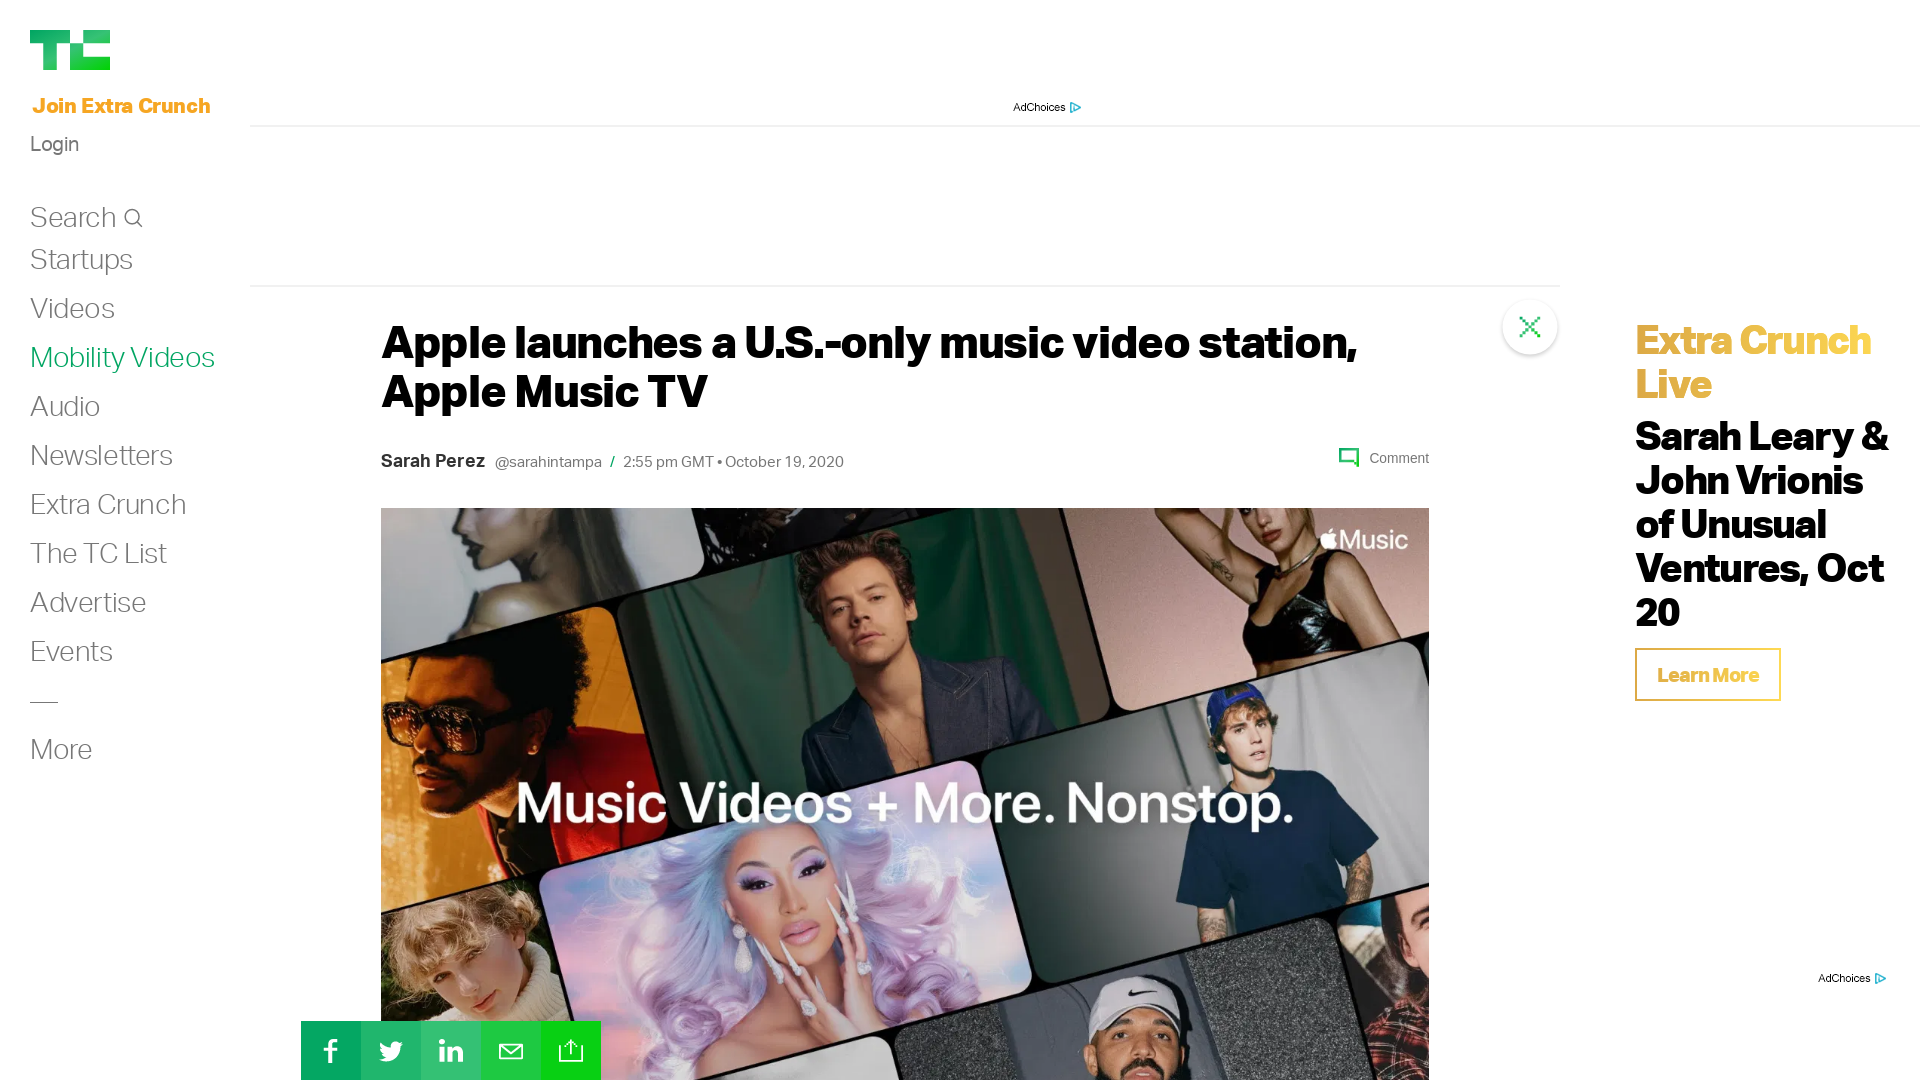 TC
Join Extra Crunch
Login
Search
Startups
Videos
Mobility Videos
Audio
Newsletters
Extra Crunch
The TC List
Advertise
Events
More
AdChoices
Apple launches a U.S.-only music video station,
Apple Music TV
Sarah Perez @sarahintampa / 2:55 pm GMT • October 19, 2020
Comment
Music
Music Videos + More. Nonstop.
Extra Crunch
Live
Sarah Leary &
John Vrionis
of Unusual
Ventures, Oct
20
Learn More
AdChoices